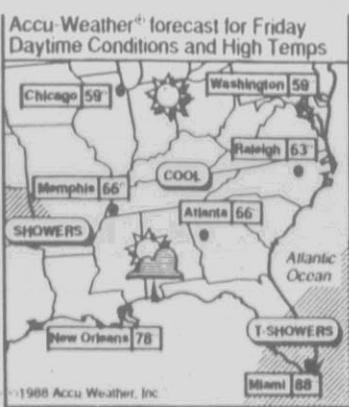 Accu-Weather® forecast for Friday
Daytime Conditions and High Temps
Chicago 59°
Washington 59
Raleigh 63°
COOL
Memphis 66°
Atlanta 66°
SHOWERS
Atlantic
Ocean
T-SHOWERS
New Orleans 78
Miami 88
©1988 Accu Weather, Inc